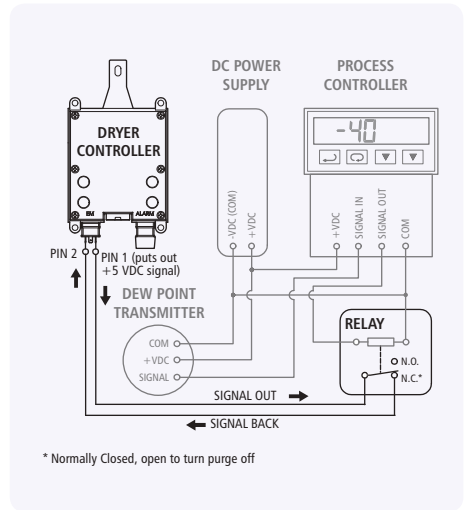 DC POWER
SUPPLY
PROCESS
CONTROLLER
-40
DRYER
CONTROLLER
EM
ALARM
-VDC (COM)
+VDC
+VDC
SIGNAL IN
SIGNAL OUT
COM
PIN 2
PIN 1 (puts out
+5 VDC signal)
DEW POINT
TRANSMITTER
COM
+VDC
SIGNAL
RELAY
N.O.
N.C.*
SIGNAL OUT
SIGNAL BACK
* Normally Closed, open to turn purge off